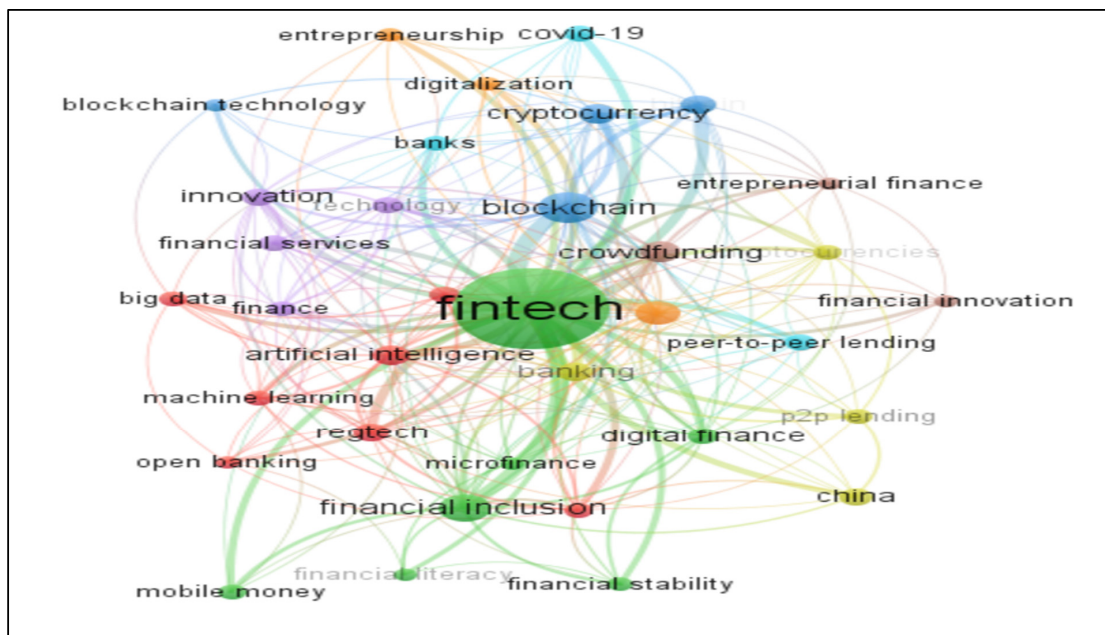 entrepreneurship
covid-19
digitalization
blockchain technology
cryptocurrency
banks
entrepreneurial finance
innovation
technology
blockchain
financial services
crowdfunding
big data
finance
fintech
financial innovation
artificial intelligence
peer-to-peer lending
banking
machine learning
p2p lending
regtech
digital finance
open banking
microfinance
china
financial inclusion
financial literacy
financial stability
mobile money